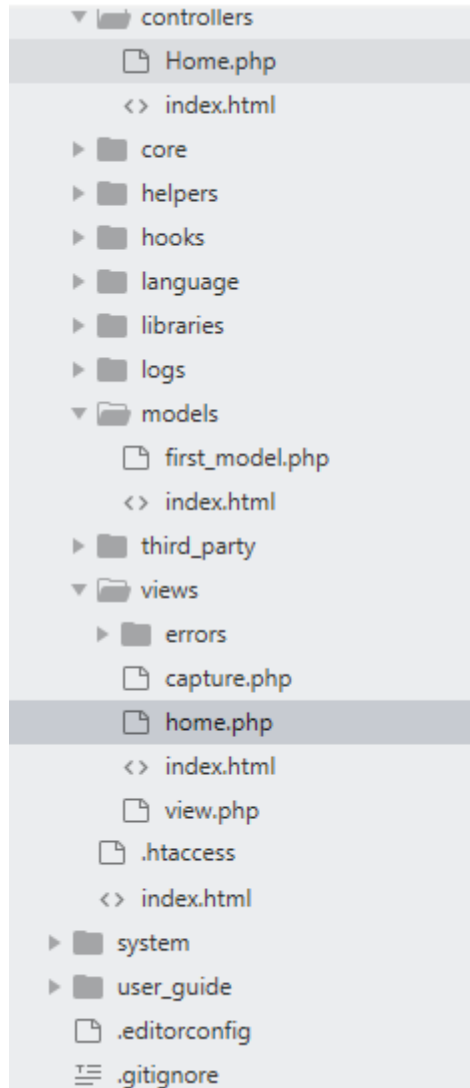 controllers
Home.php
index.html
core
helpers
hooks
language
libraries
logs
models
first_model.php
index.html
third_party
views
errors
capture.php
home.php
index.html
view.php
.htaccess
index.html
system
user_guide
.editorconfig
.gitignore